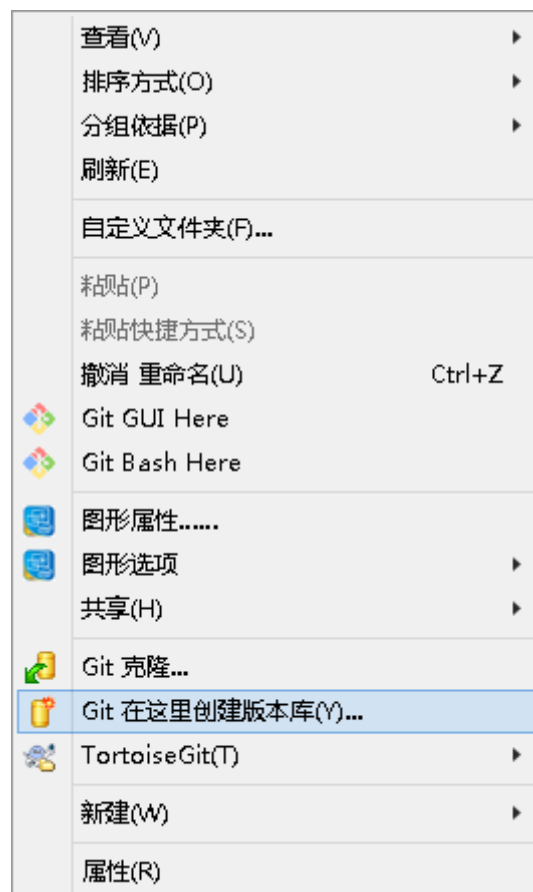 查看(V)
排序方式(O)
分组依据(P)
刷新(E)
自定义文件夹(F)...
粘贴(P)
粘贴快捷方式(S)
撤消 重命名(U) Ctrl+Z
Git GUI Here
Git Bash Here
图形属性......
图形选项
共享(H)
Git 克隆...
Git 在这里创建版本库(Y)...
TortoiseGit(T)
新建(W)
属性(R)